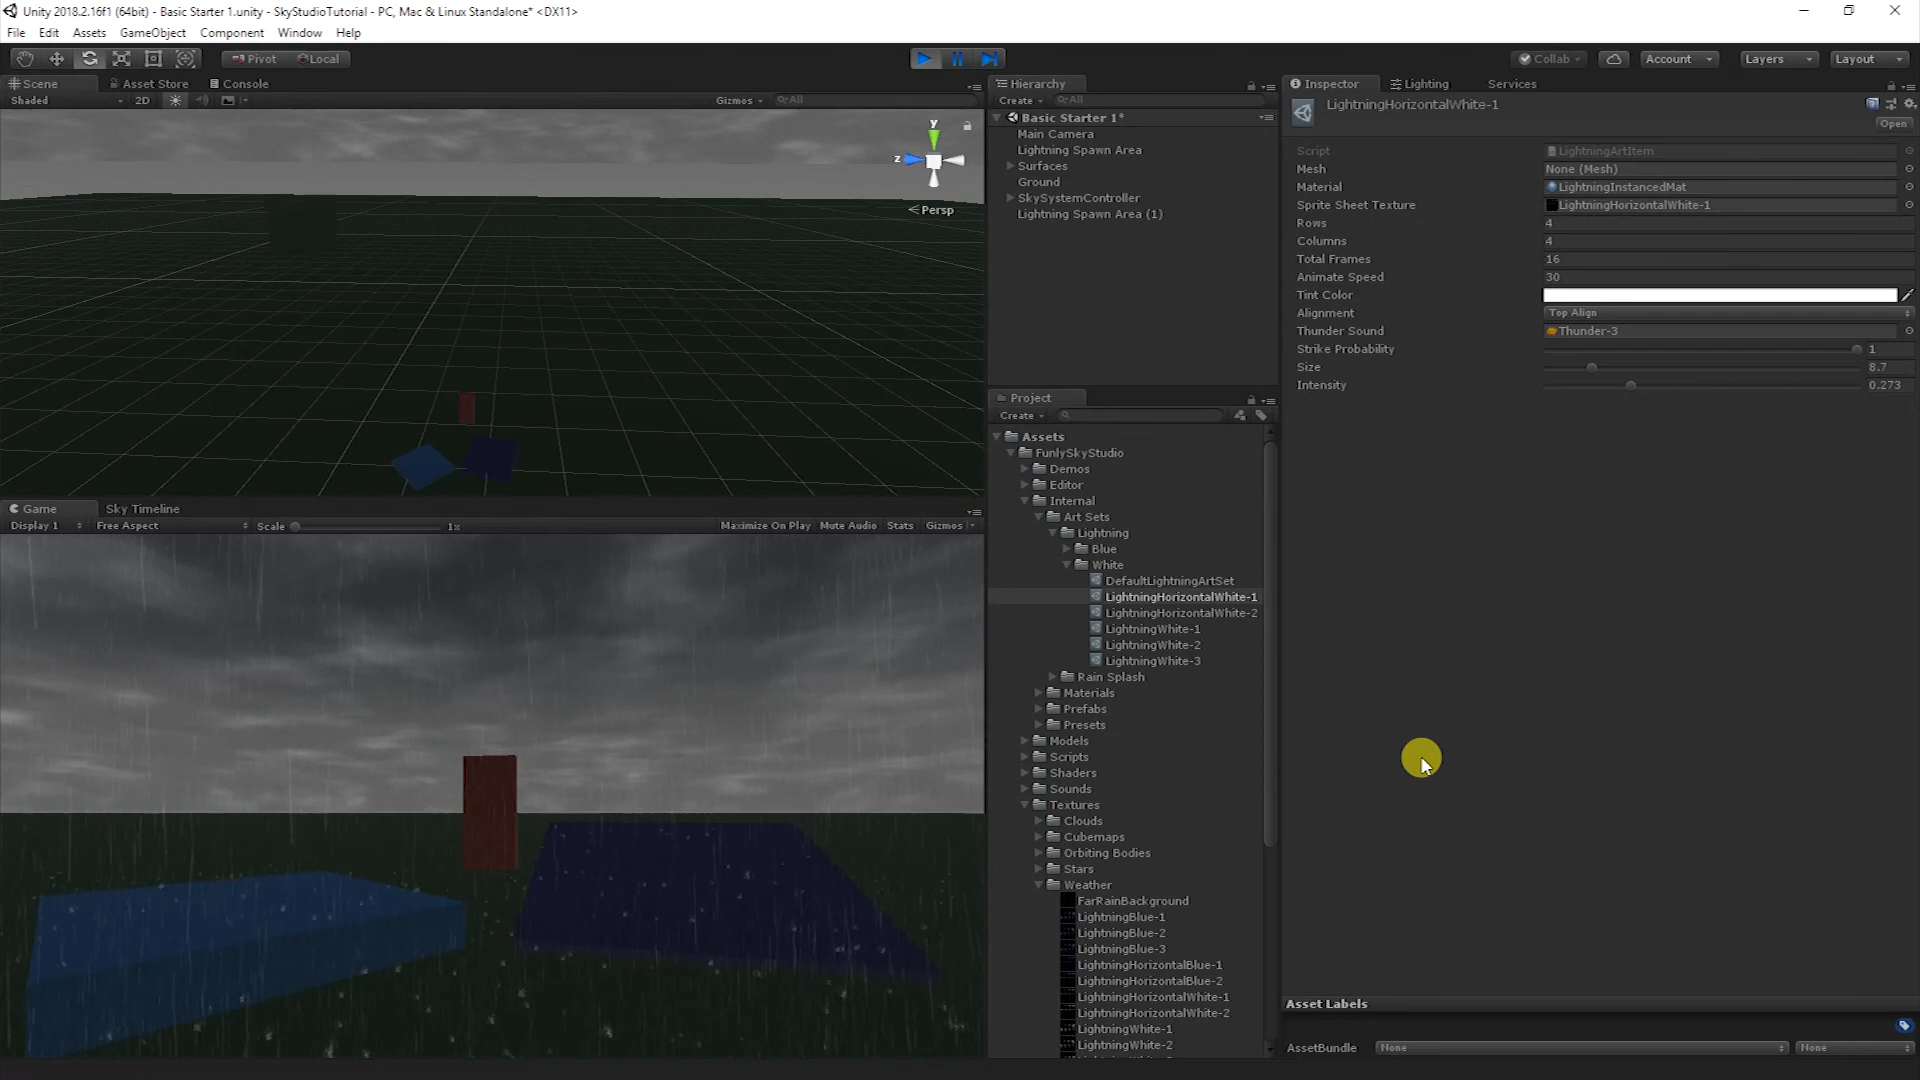 Unity 2018.2.16f1 (64bit) - Basic Starter 1.unity - SkyStudioTutorial - PC, Mac & Linux Standalone* <DX11>
File Edit Assets GameObject Component Window Help
Pivot Local Collab Account Layers Layout
Scene Asset Store Console
Shaded 2D Gizmos All
y
z
Persp
Game Sky Timeline
Display 1 Free Aspect Scale 1x Maximize On Play Mute Audio Stats Gizmos
Hierarchy
Create All
Basic Starter 1*
Main Camera
Lightning Spawn Area
Surfaces
Ground
SkySystemController
Lightning Spawn Area (1)
Project
Create
Assets
FunlySkyStudio
Demos
Editor
Internal
Art Sets
Lightning
Blue
White
DefaultLightningArtSet
LightningHorizontalWhite-1
LightningHorizontalWhite-2
LightningWhite-1
LightningWhite-2
LightningWhite-3
Rain Splash
Materials
Prefabs
Presets
Models
Scripts
Shaders
Sounds
Textures
Clouds
Cubemaps
Orbiting Bodies
Stars
Weather
FarRainBackground
LightningBlue-1
LightningBlue-2
LightningBlue-3
LightningHorizontalBlue-1
LightningHorizontalBlue-2
LightningHorizontalWhite-1
LightningHorizontalWhite-2
LightningWhite-1
LightningWhite-2
Inspector Lighting Services
LightningHorizontalWhite-1
Open
Script LightningArtItem
Mesh None (Mesh)
Material LightningInstancedMat
Sprite Sheet Texture LightningHorizontalWhite-1
Rows 4
Columns 4
Total Frames 16
Animate Speed 30
Tint Color
Alignment Top Align
Thunder Sound Thunder-3
Strike Probability 1
Size 8.7
Intensity 0.273
Asset Labels
AssetBundle None None